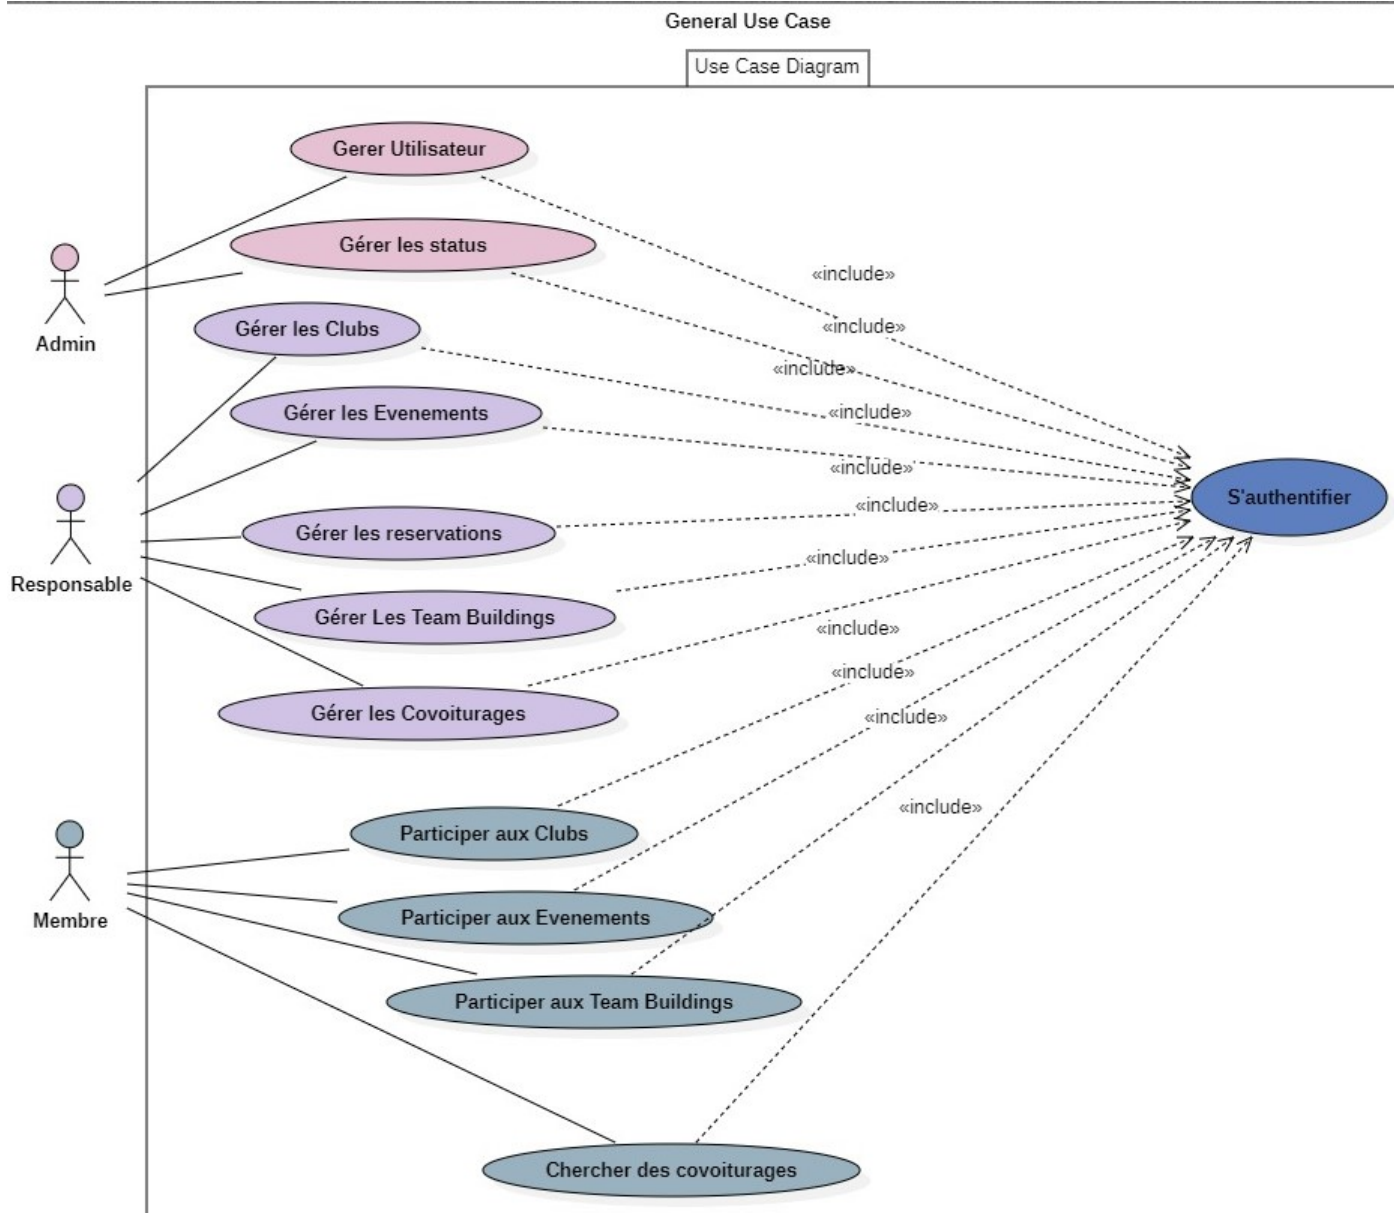 General Use Case
Use Case Diagram
Gerer Utilisateur
Gérer les status
«include»
Admin
Gérer les Clubs
«include»
«include»
Gérer les Evenements
«include»
«include»
S'authentifier
Responsable
Gérer les reservations
«include»
«include»
Gérer Les Team Buildings
«include»
«include»
Gérer les Covoiturages
«include»
«include»
Membre
Participer aux Clubs
Participer aux Evenements
Participer aux Team Buildings
Chercher des covoiturages